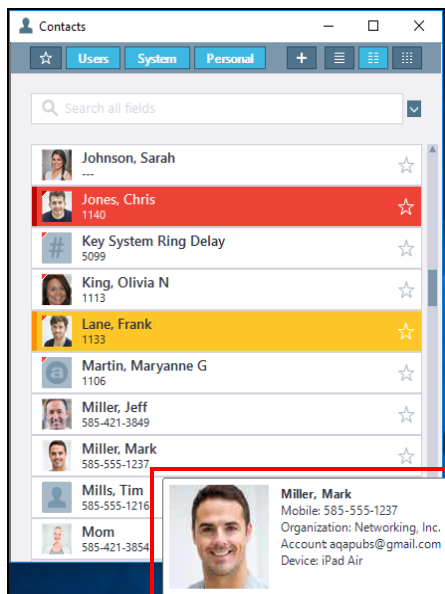 Contacts
Users System Personal
Search all fields
Johnson, Sarah
---
Jones, Chris
1140
# Key System Ring Delay
5099
King, Olivia N
1113
Lane, Frank
1133
a Martin, Maryanne G
1106
Miller, Jeff
585-421-3849
Miller, Mark
585-555-1237
Mills, Tim
585-555-1216
Mom
585-421-3854
Miller, Mark
Mobile: 585-555-1237
Organization: Networking, Inc.
Account:aqapubs@gmail.com
Device: iPad Air